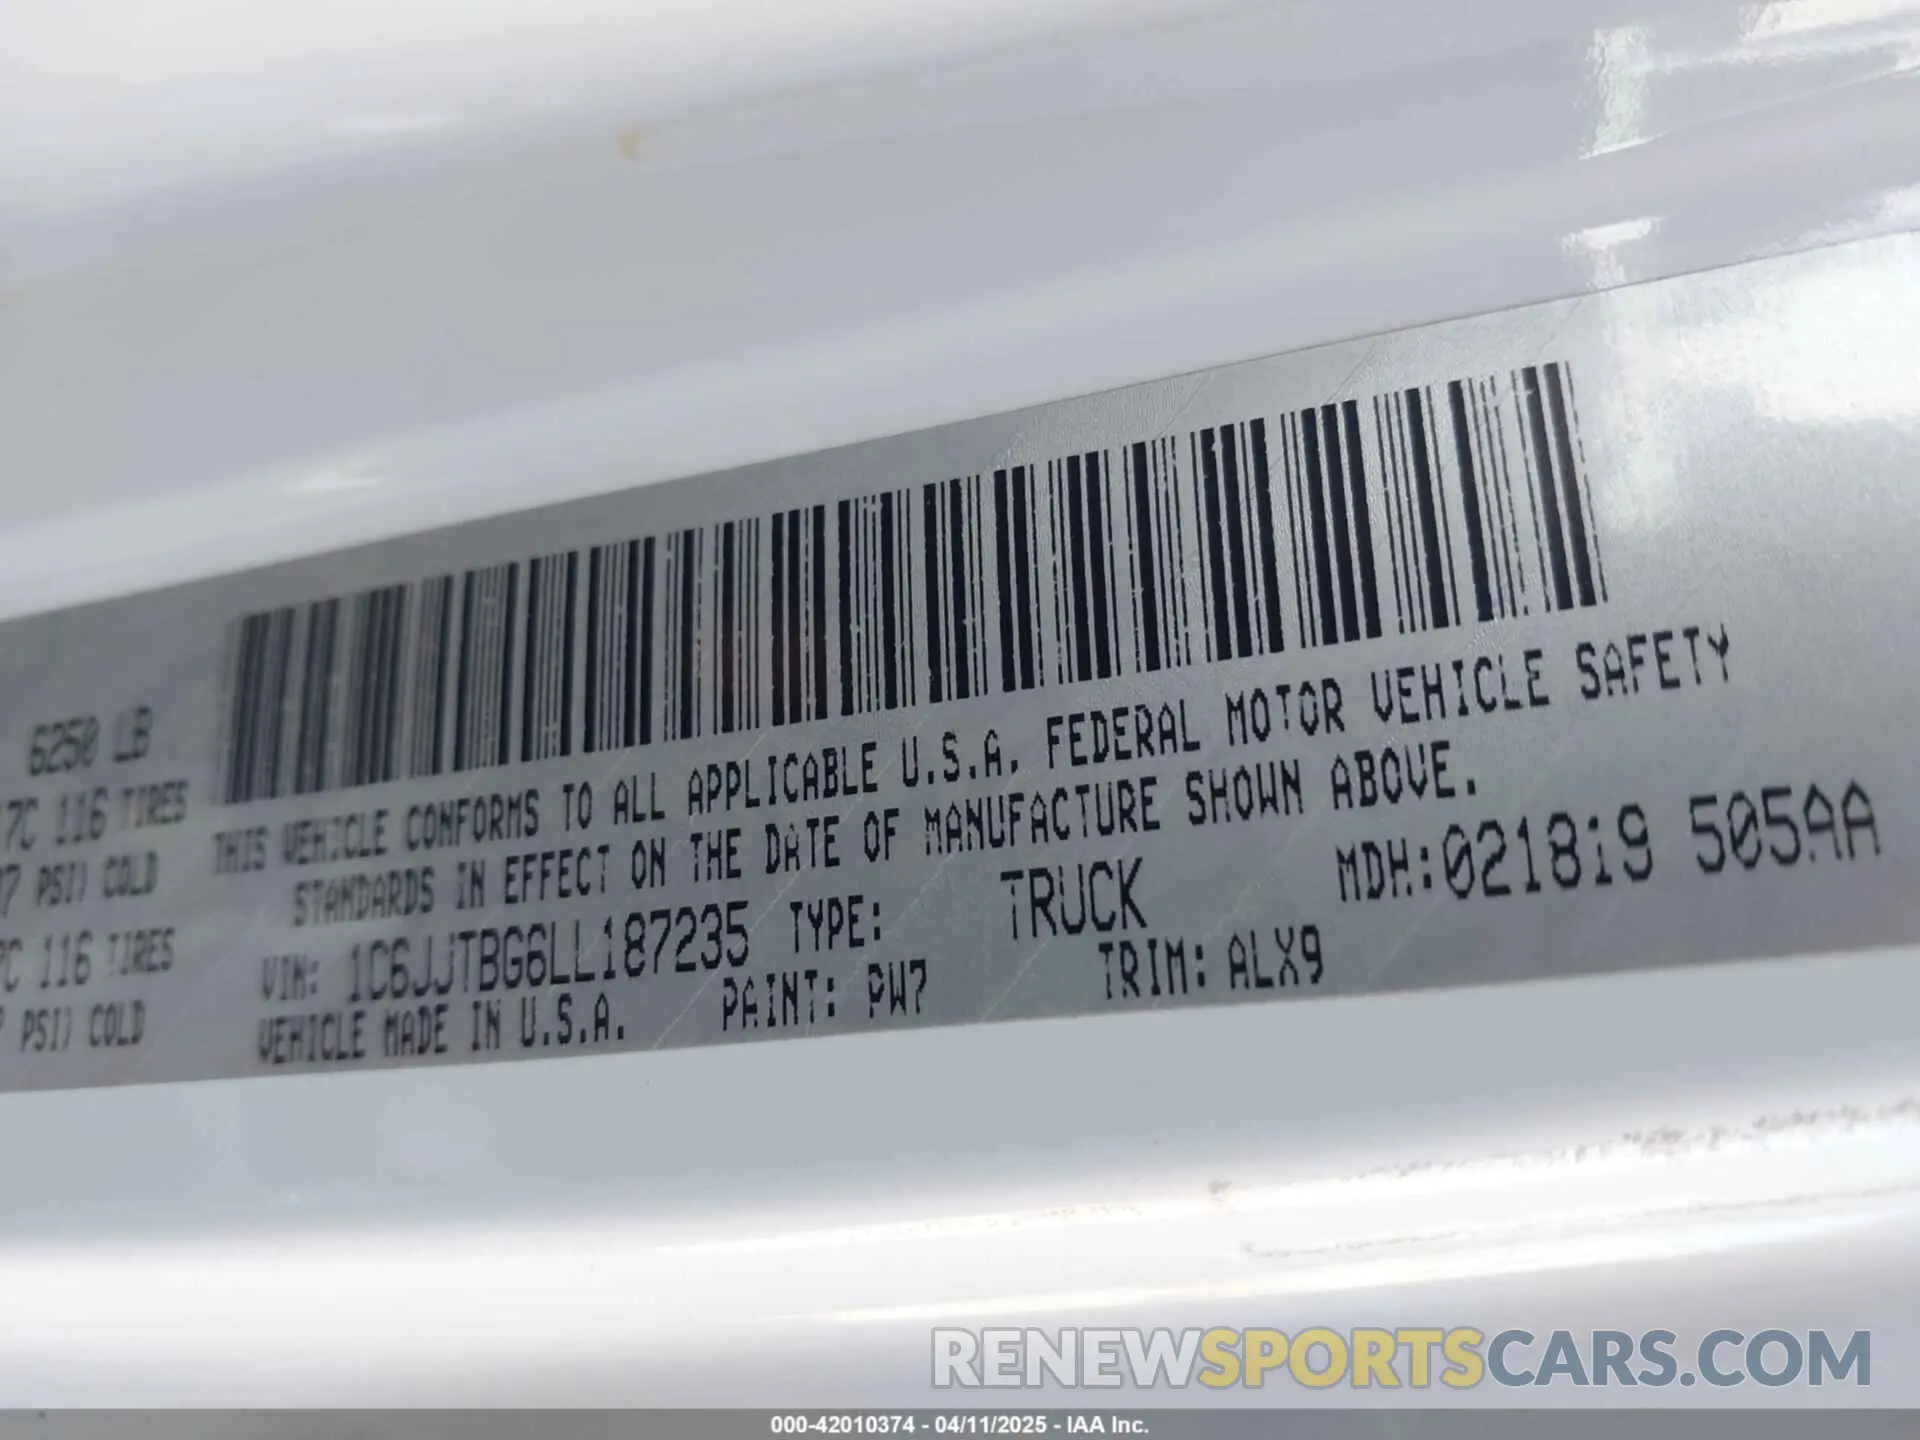 6250 LB
7C 116 TIRES
PSI) COLD
7C 116 TIRES
PSI) COLD
THIS VEHICLE CONFORMS TO ALL APPLICABLE U.S.A. FEDERAL MOTOR VEHICLE SAFETY
STANDARDS IN EFFECT ON THE DATE OF MANUFACTURE SHOWN ABOVE.
VIN: 1C6JJTBG6LL187235 TYPE: TRUCK MDH:021819 505AA
VEHICLE MADE IN U.S.A. PAINT: PW7 TRIM: ALX9
RENEWSPORTSCARS.COM
000-42010374 - 04/11/2025 - IAA Inc.